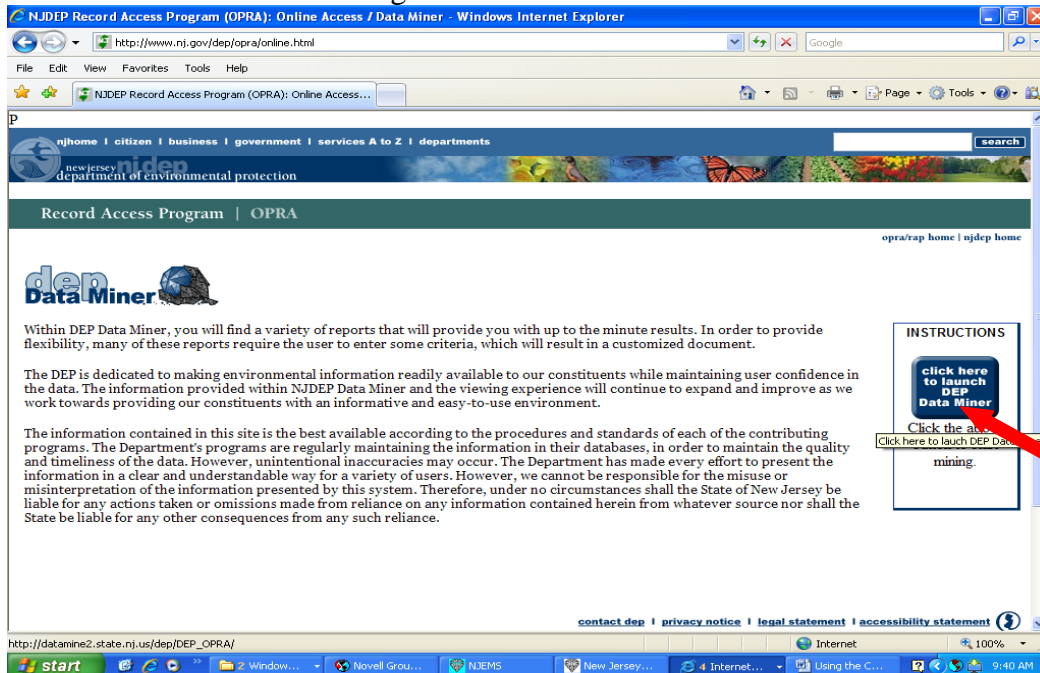 NJDEP Record Access Program (OPRA): Online Access / Data Miner - Windows Internet Explorer
http://www.nj.gov/dep/opra/online.html
Google
File Edit View Favorites Tools Help
NJDEP Record Access Program (OPRA): Online Access...
Page Tools
P
njhome | citizen | business | government | services A to Z | departments
search
new jersey njdep
department of environmental protection
Record Access Program | OPRA
opra/rap home | njdep home
dep
Data Miner
Within DEP Data Miner, you will find a variety of reports that will provide you with up to the minute results. In order to provide
flexibility, many of these reports require the user to enter some criteria, which will result in a customized document.
The DEP is dedicated to making environmental information readily available to our constituents while maintaining user confidence in
the data. The information provided within NJDEP Data Miner and the viewing experience will continue to expand and improve as we
work towards providing our constituents with an informative and easy-to-use environment.
The information contained in this site is the best available according to the procedures and standards of each of the contributing
programs. The Department's programs are regularly maintaining the information in their databases, in order to maintain the quality
and timeliness of the data. However, unintentional inaccuracies may occur. The Department has made every effort to present the
information in a clear and understandable way for a variety of users. However, we cannot be responsible for the misuse or
misinterpretation of the information presented by this system. Therefore, under no circumstances shall the State of New Jersey be
liable for any actions taken or omissions made from reliance on any information contained herein from whatever source nor shall the
State be liable for any other consequences from any such reliance.
INSTRUCTIONS
click here
to launch
DEP
Data Miner
Click the
Click here to lauch DEP
mining.
contact dep | privacy notice | legal statement | accessibility statement
http://datamine2.state.nj.us/dep/DEP_OPRA/
Internet
100%
start
2 Window...
Novell Grou...
NJEMS
New Jersey...
4 Internet...
Using the C...
9:40 AM